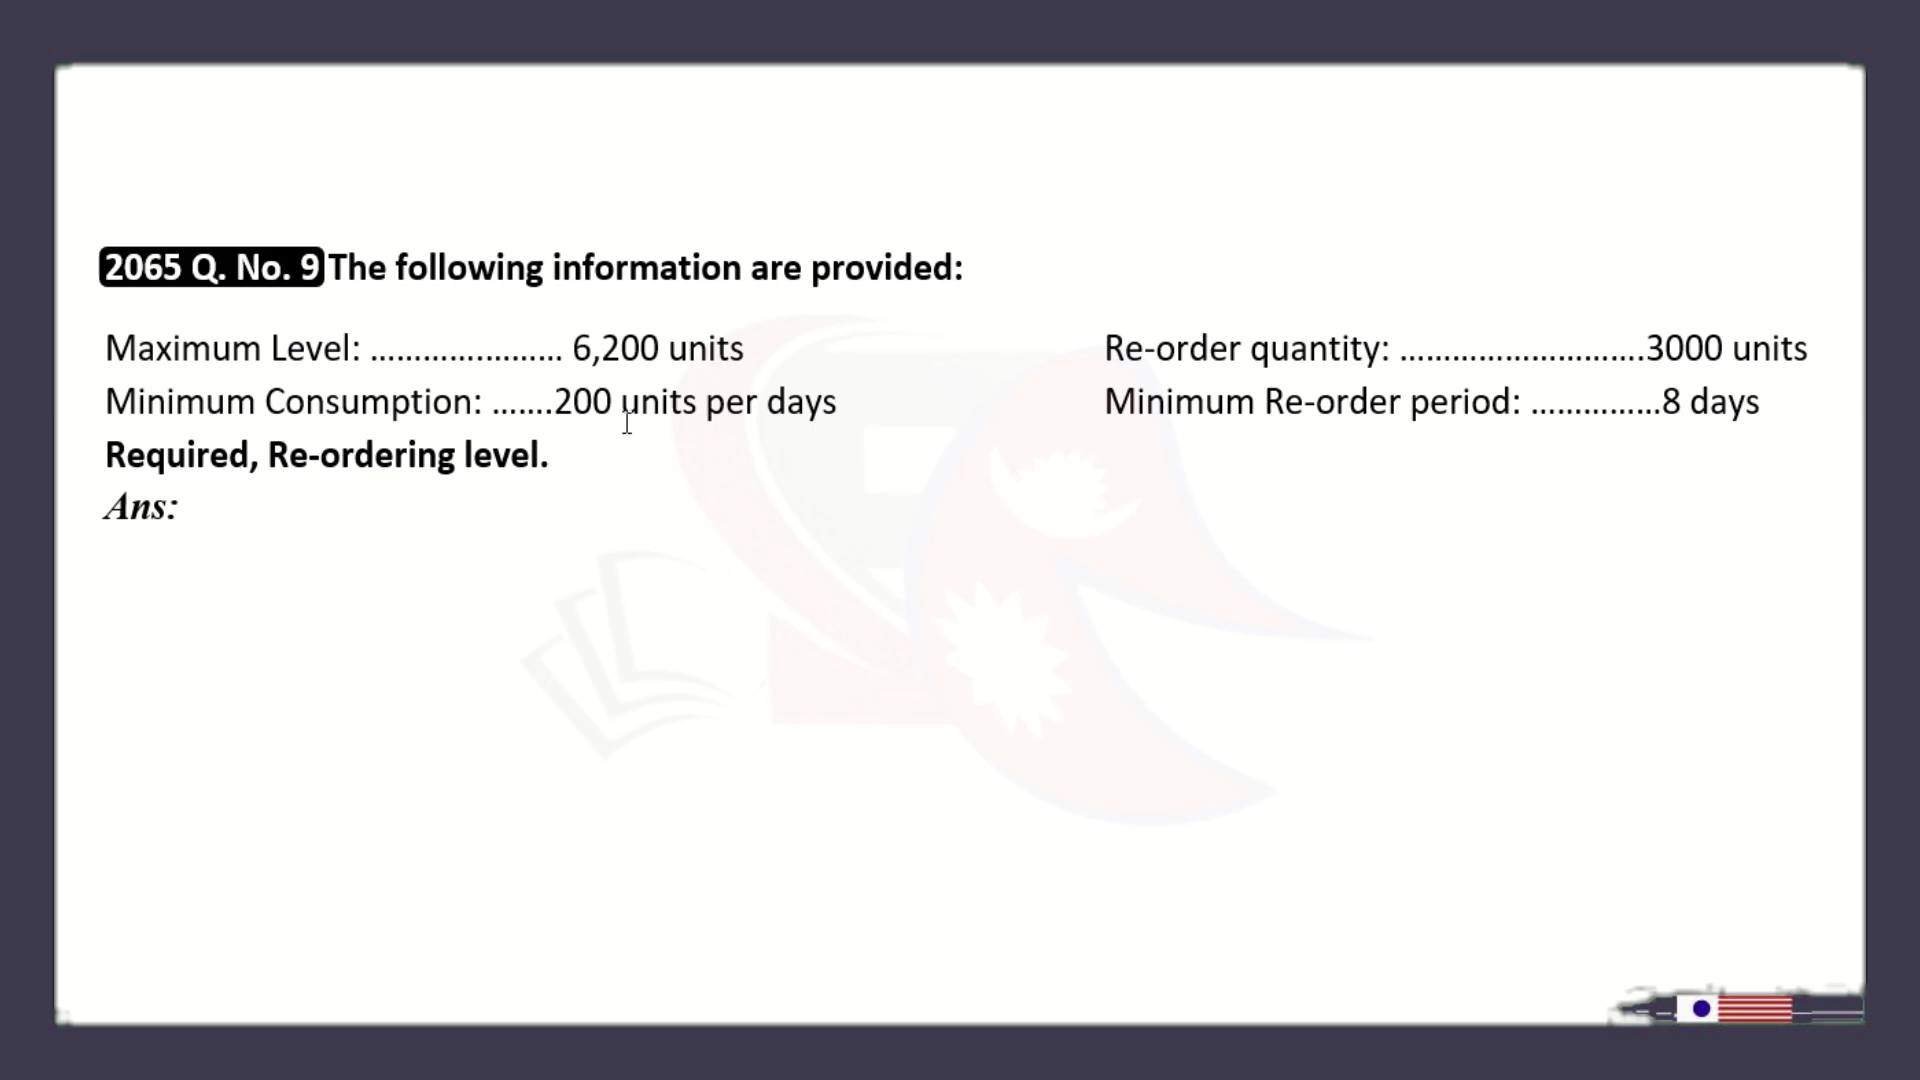 2065 Q. No. 9 The following information are provided:
Maximum Level: ………………… 6,200 units Re-order quantity: ……………………….3000 units
Minimum Consumption: …….200 units per days Minimum Re-order period: ……………8 days
Required, Re-ordering level.
Ans: